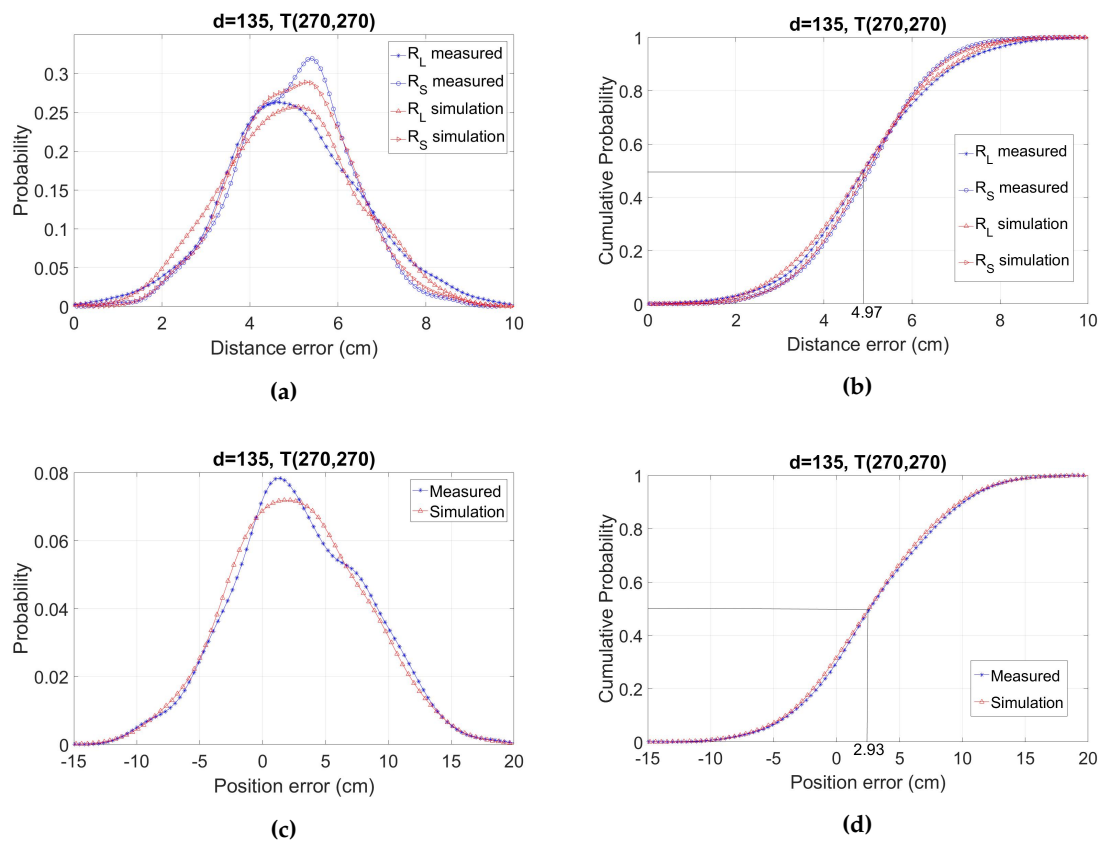 d=135, T(270,270)
Probability
0.3
0.25
0.2
0.15
0.1
0.05
0
R_L measured
R_S measured
R_L simulation
R_S simulation
0 2 4 6 8 10
Distance error (cm)
(a)
d=135, T(270,270)
Cumulative Probability
1
0.8
0.6
0.4
0.2
0
R_L measured
R_S measured
R_L simulation
R_S simulation
4.97
0 2 4 6 8 10
Distance error (cm)
(b)
d=135, T(270,270)
Probability
0.08
0.06
0.04
0.02
0
Measured
Simulation
-15 -10 -5 0 5 10 15 20
Position error (cm)
(c)
d=135, T(270,270)
Cumulative Probability
1
0.8
0.6
0.4
0.2
0
Measured
Simulation
2.93
-15 -10 -5 0 5 10 15 20
Position error (cm)
(d)